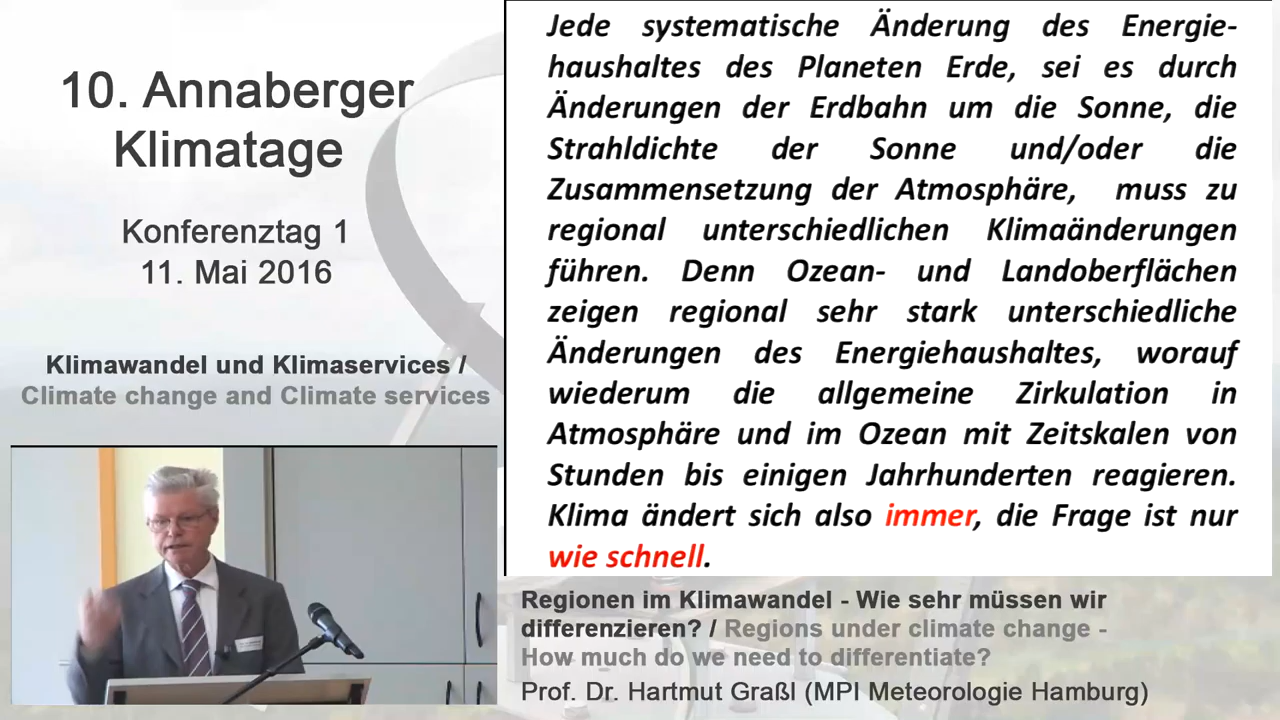 10. Annaberger
Klimatage
Konferenztag 1
11. Mai 2016
Klimawandel und Klimaservices /
Climate change and Climate services
Jede systematische Änderung des Energie-
haushaltes des Planeten Erde, sei es durch
Änderungen der Erdbahn um die Sonne, die
Strahldichte der Sonne und/oder die
Zusammensetzung der Atmosphäre, muss zu
regional unterschiedlichen Klimaänderungen
führen. Denn Ozean- und Landoberflächen
zeigen regional sehr stark unterschiedliche
Änderungen des Energiehaushaltes, worauf
wiederum die allgemeine Zirkulation in
Atmosphäre und im Ozean mit Zeitskalen von
Stunden bis einigen Jahrhunderten reagieren.
Klima ändert sich also immer, die Frage ist nur
wie schnell.
Regionen im Klimawandel - Wie sehr müssen wir
differenzieren? / Regions under climate change -
How much do we need to differentiate?
Prof. Dr. Hartmut Graßl (MPI Meteorologie Hamburg)